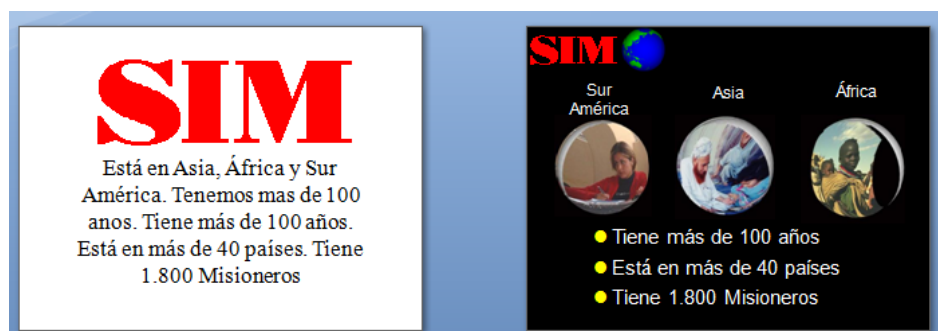 SIM
Está en Asia, África y Sur
América. Tenemos mas de 100
anos. Tiene más de 100 años.
Está en más de 40 países. Tiene
1.800 Misioneros
SIM
Sur
América
Asia
África
Tiene más de 100 años
Está en más de 40 países
Tiene 1.800 Misioneros